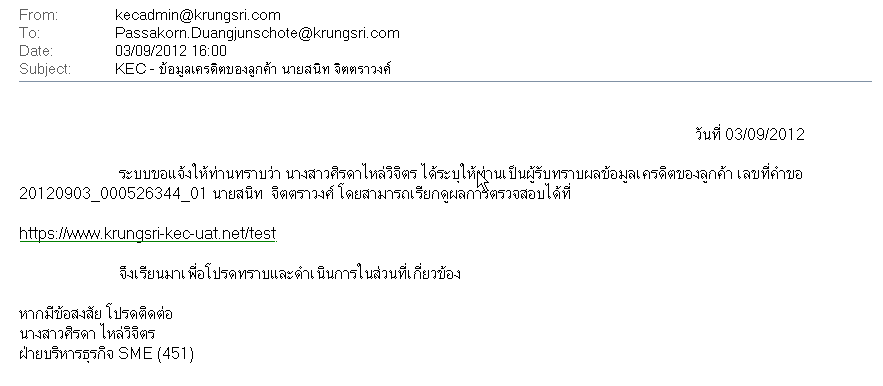 From: kecadmin@krungsri.com
To: Passakorn.Duangjunschote@krungsri.com
Date: 03/09/2012 16:00
Subject: KEC - ข้อมูลเครดิตของลูกค้า นายสนิท จิตตราวงค์
วันที่ 03/09/2012
ระบบขอแจ้งให้ท่านทราบว่า นางสาวศิรดาไหล่วิจิตร ได้ระบุให้ท่านเป็นผู้รับทราบผลข้อมูลเครดิตของลูกค้า เลขที่คำขอ
20120903_000526344_01 นายสนิท จิตตราวงค์ โดยสามารถเรียกดูผลการตรวจสอบได้ที่
https://www.krungsri-kec-uat.net/test
จึงเรียนมาเพื่อโปรดทราบและดำเนินการในส่วนที่เกี่ยวข้อง
หากมีข้อสงสัย โปรดติดต่อ
นางสาวศิรดา ไหล่วิจิตร
ฝ่ายบริหารธุรกิจ SME (451)